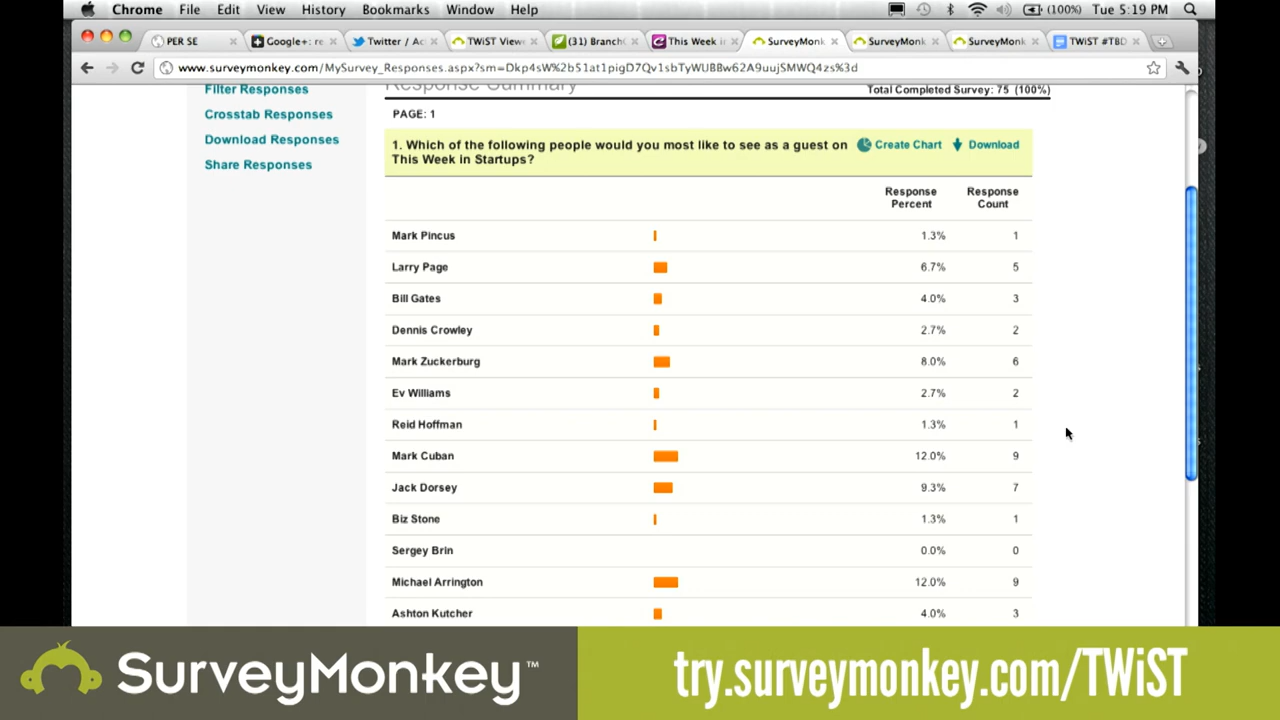 Chrome File Edit View History Bookmarks Window Help (100%) Tue 5:19 PM
PER SE Google+: re Twitter / Ac TWiST View (31) Branch This Week i SurveyMonk SurveyMonk SurveyMonk TWiST #TBD
www.surveymonkey.com/MySurvey_Responses.aspx?sm=Dkp4sW%2b51at1pigD7Qv1sbTyWUBBw62A9uujSMWQ4zs%3d
Filter Responses
Crosstab Responses
Download Responses
Share Responses
Response Summary
Total Completed Survey: 75 (100%)
PAGE: 1
1. Which of the following people would you most like to see as a guest on
This Week in Startups?
Create Chart Download
Response Percent
Response Count
Mark Pincus 1.3% 1
Larry Page 6.7% 5
Bill Gates 4.0% 3
Dennis Crowley 2.7% 2
Mark Zuckerburg 8.0% 6
Ev Williams 2.7% 2
Reid Hoffman 1.3% 1
Mark Cuban 12.0% 9
Jack Dorsey 9.3% 7
Biz Stone 1.3% 1
Sergey Brin 0.0% 0
Michael Arrington 12.0% 9
Ashton Kutcher 4.0% 3
SurveyMonkey™
try.surveymonkey.com/TWiST